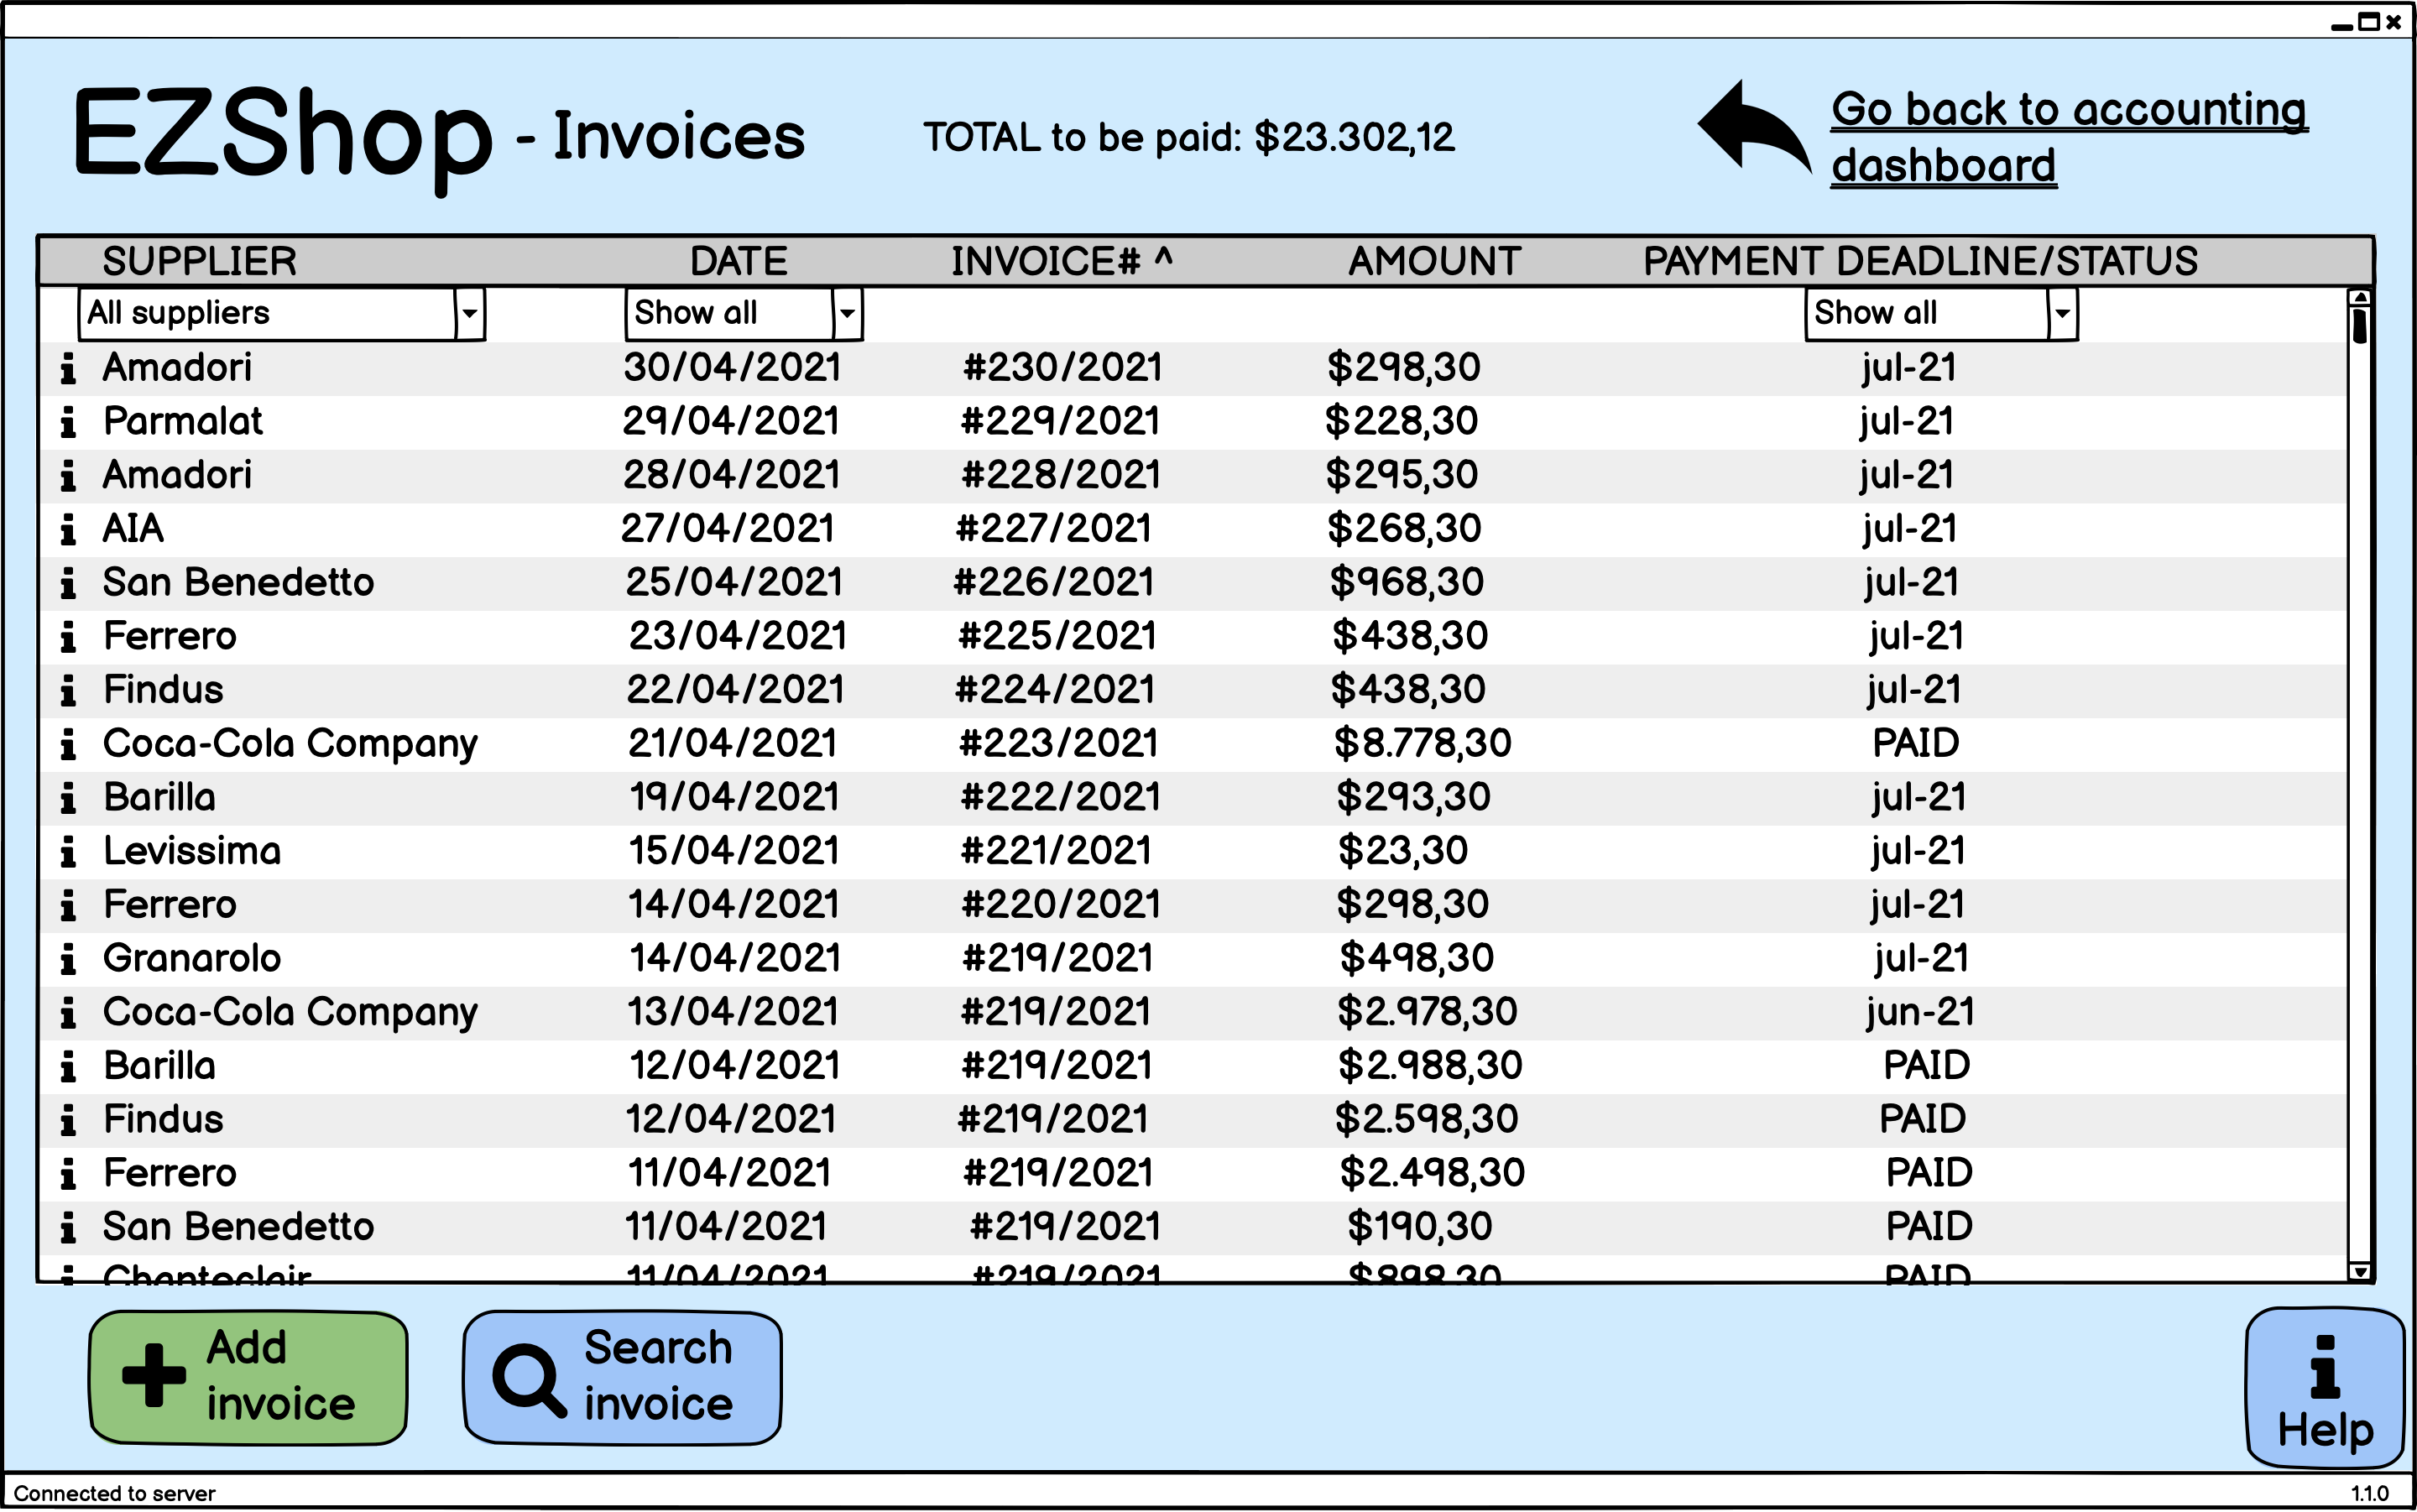 EZShop - Invoices TOTAL to be paid: $23.302,12 Go back to accounting
dashboard
SUPPLIER DATE INVOICE# ^ AMOUNT PAYMENT DEADLINE/STATUS
All suppliers Show all Show all
Amadori 30/04/2021 #230/2021 $298,30 jul-21
Parmalat 29/04/2021 #229/2021 $228,30 jul-21
Amadori 28/04/2021 #228/2021 $295,30 jul-21
AIA 27/04/2021 #227/2021 $268,30 jul-21
San Benedetto 25/04/2021 #226/2021 $968,30 jul-21
Ferrero 23/04/2021 #225/2021 $438,30 jul-21
Findus 22/04/2021 #224/2021 $438,30 jul-21
Coca-Cola Company 21/04/2021 #223/2021 $8.778,30 PAID
Barilla 19/04/2021 #222/2021 $293,30 jul-21
Levissima 15/04/2021 #221/2021 $23,30 jul-21
Ferrero 14/04/2021 #220/2021 $298,30 jul-21
Granarolo 14/04/2021 #219/2021 $498,30 jul-21
Coca-Cola Company 13/04/2021 #219/2021 $2.978,30 jun-21
Barilla 12/04/2021 #219/2021 $2.988,30 PAID
Findus 12/04/2021 #219/2021 $2.598,30 PAID
Ferrero 11/04/2021 #219/2021 $2.498,30 PAID
San Benedetto 11/04/2021 #219/2021 $190,30 PAID
Chanteclair 11/04/2021 #219/2021 $898,30 PAID
Add
invoice
Search
invoice
Help
Connected to server 1.1.0